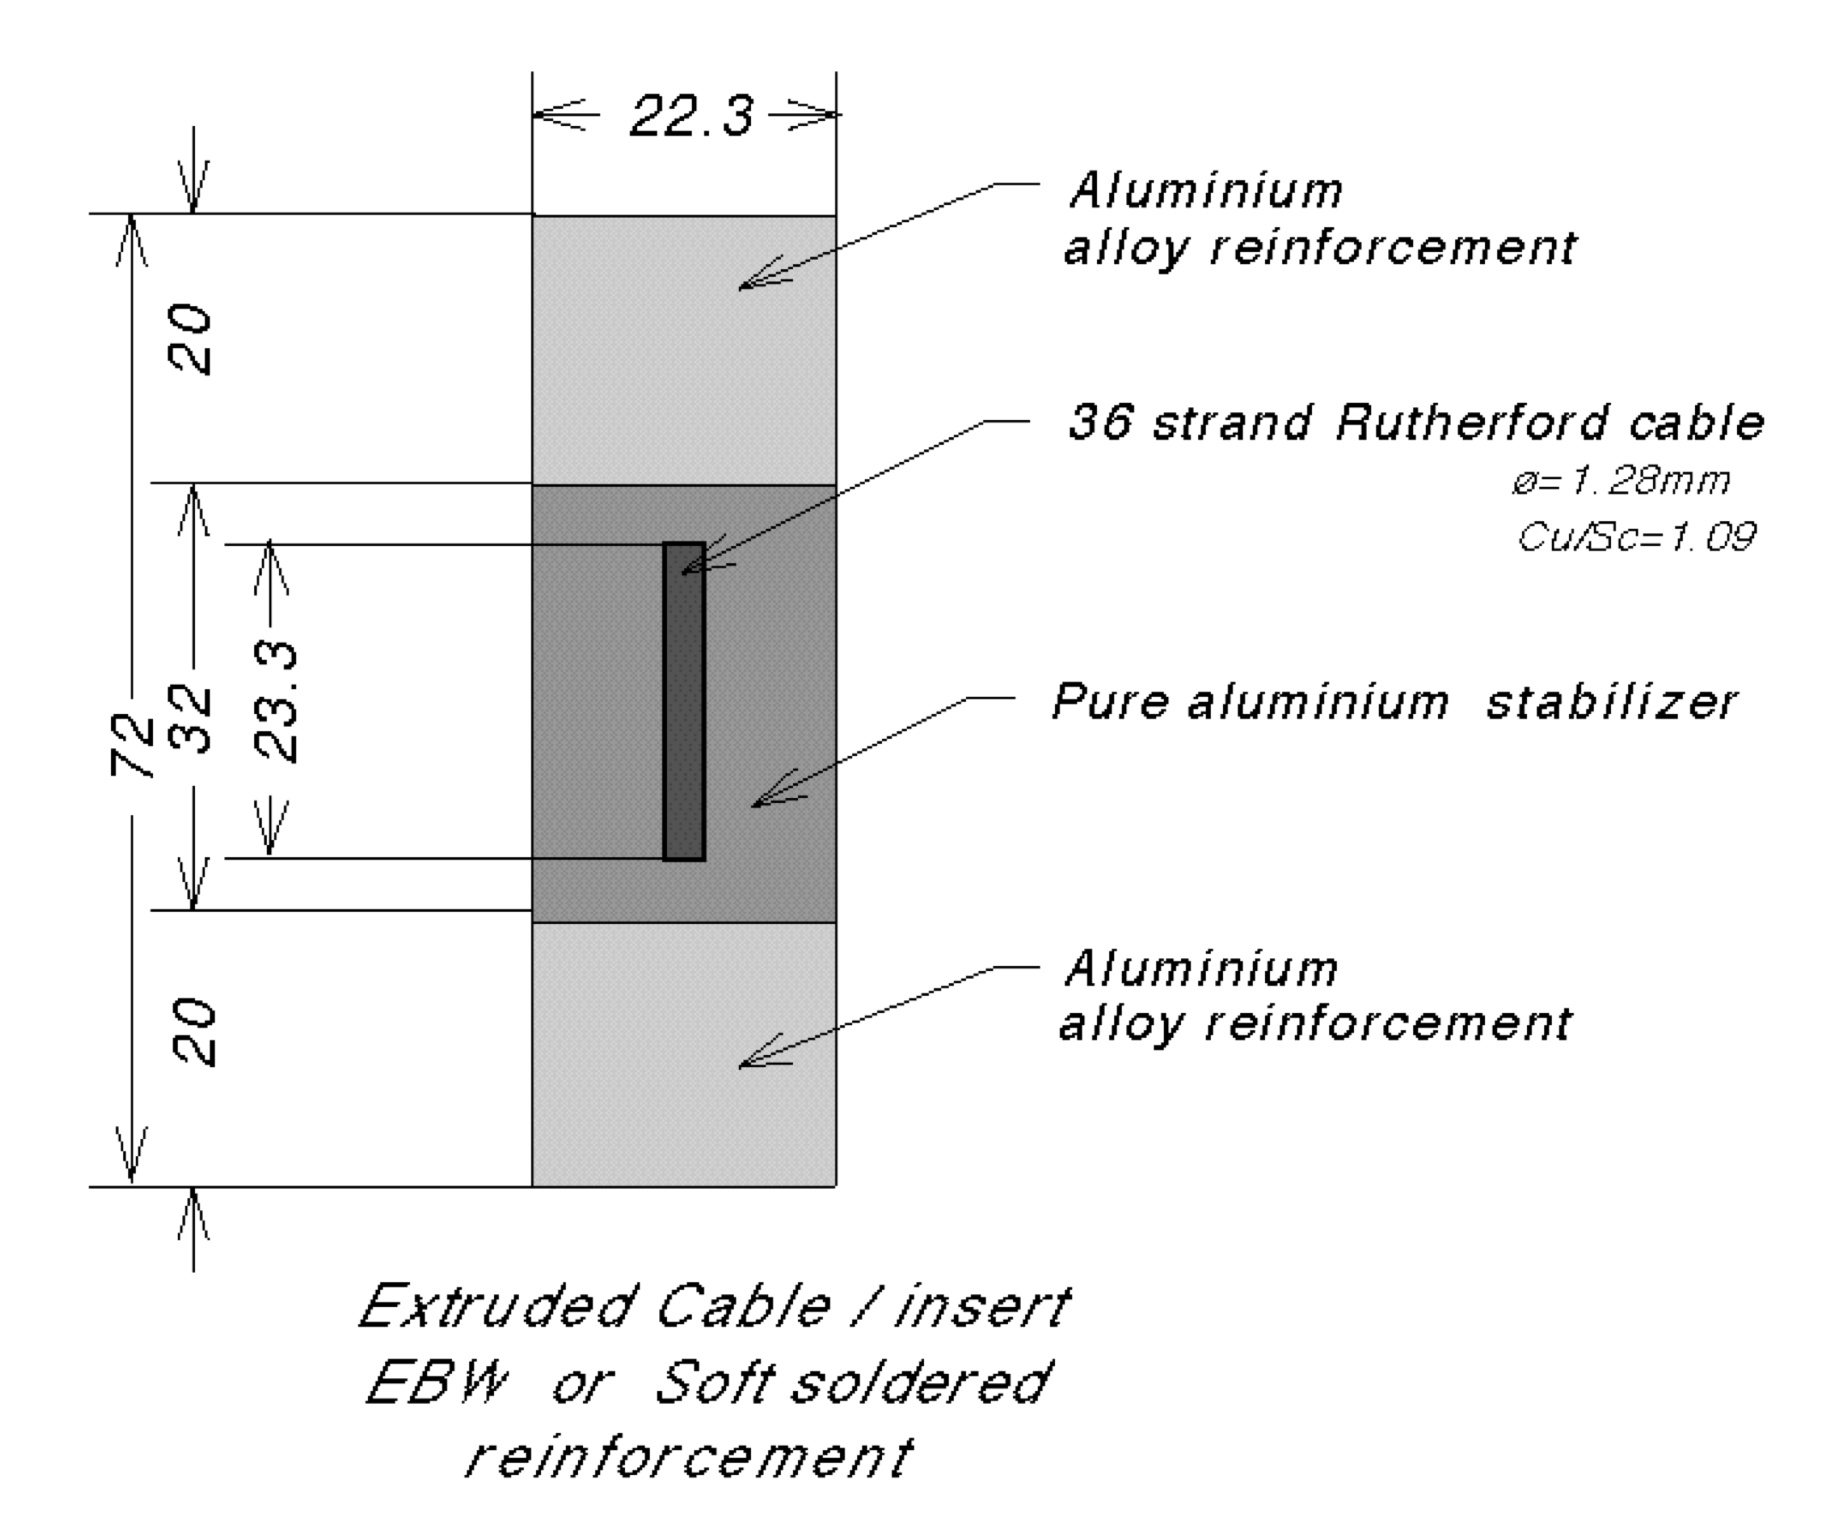 22.3
Aluminium
alloy reinforcement
20
36 strand Rutherford cable
ø=1.28mm
Cu/Sc=1.09
72
32
23.3
Pure aluminium stabilizer
Aluminium
alloy reinforcement
20
Extruded Cable / insert
EBW or Soft soldered
reinforcement